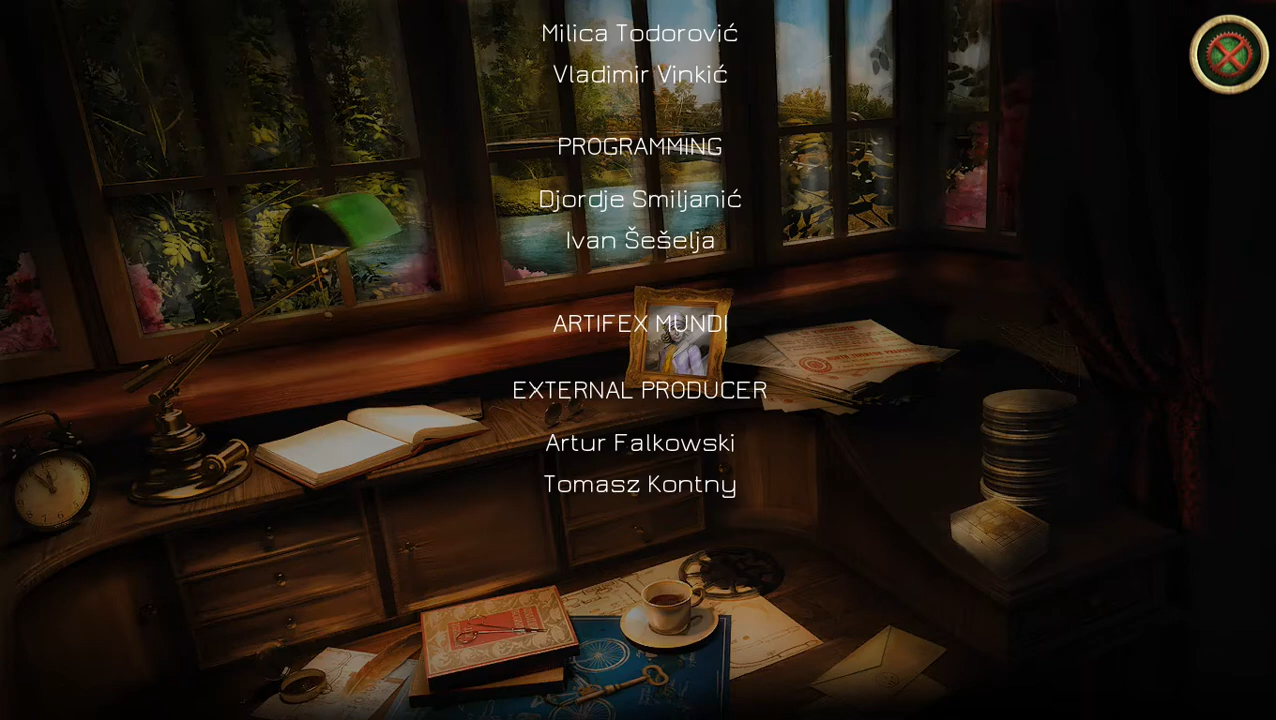 Milica Todorović
Vladimir Vinkić
PROGRAMMING
Djordje Smiljanić
Ivan Šešelja
ARTIFEX MUNDI
EXTERNAL PRODUCER
Artur Falkowski
Tomasz Kontny